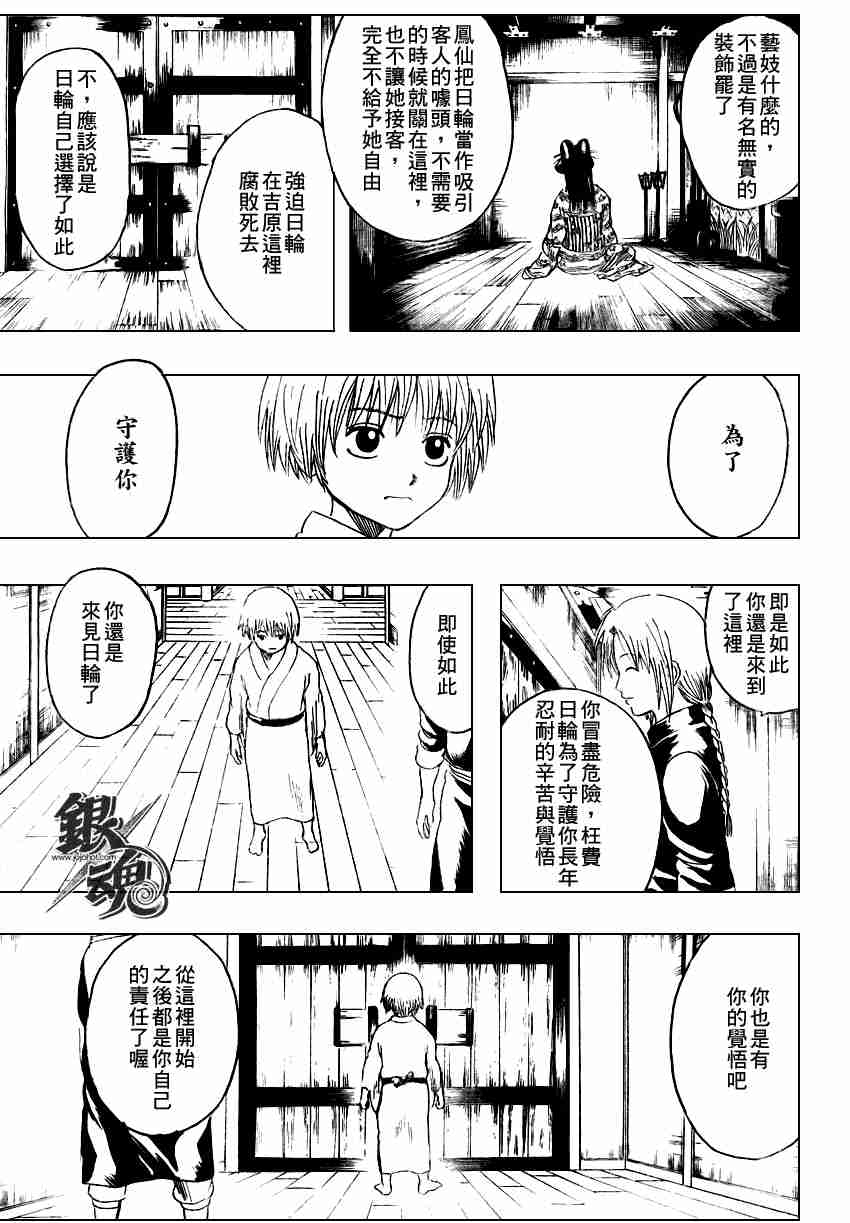 藝妓什麼的，
不過是有名無實的
裝飾罷了
鳳仙把日輪當作吸引
客人的噱頭，不需要
的時候就關在這裡，
也不讓她接客，
完全不給予她自由
強迫日輪
在吉原這裡
腐敗死去
不，應該說是
日輪自己選擇了如此
為了
守護你
即是如此
你還是來到
了這裡
你冒盡危險，枉費
日輪為了守護你長年
忍耐的辛苦與覺悟
即使如此
你還是
來見日輪了
銀魂
www.jojohot.com
你也是有
你的覺悟吧
從這裡開始
之後都是你自己
的責任了喔